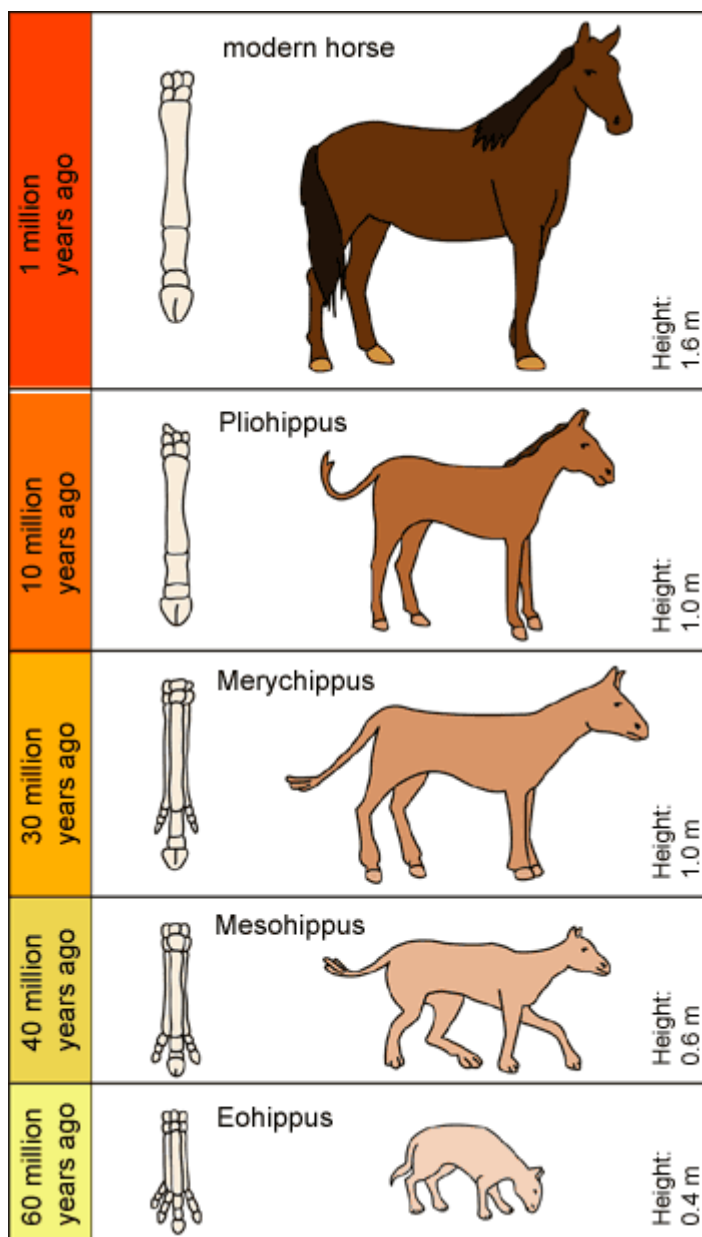 1 million
years ago
modern horse
Height:
1.6 m
10 million
years ago
Pliohippus
Height:
1.0 m
30 million
years ago
Merychippus
Height:
1.0 m
40 million
years ago
Mesohippus
Height:
0.6 m
60 million
years ago
Eohippus
Height:
0.4 m